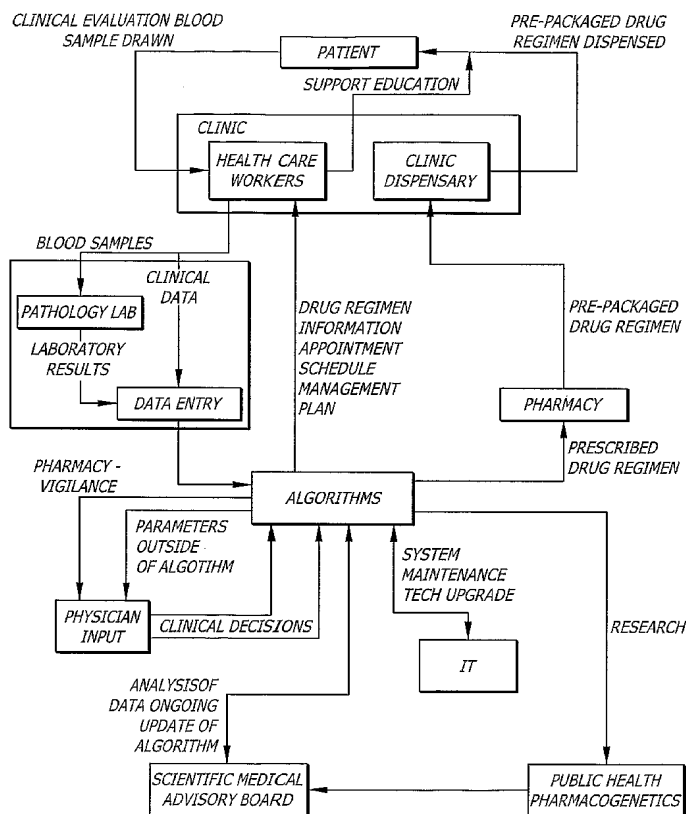 CLINICAL EVALUATION BLOOD
SAMPLE DRAWN
PATIENT
PRE-PACKAGED DRUG
REGIMEN DISPENSED
SUPPORT EDUCATION
CLINIC
HEALTH CARE
WORKERS
CLINIC
DISPENSARY
BLOOD SAMPLES
CLINICAL
DATA
PATHOLOGY LAB
LABORATORY
RESULTS
DATA ENTRY
DRUG REGIMEN
INFORMATION
APPOINTMENT
SCHEDULE
MANAGEMENT
PLAN
PRE-PACKAGED
DRUG REGIMEN
PHARMACY
PRESCRIBED
DRUG REGIMEN
PHARMACY -
VIGILANCE
ALGORITHMS
PARAMETERS
OUTSIDE
OF ALGOTIHM
SYSTEM
MAINTENANCE
TECH UPGRADE
PHYSICIAN
INPUT
CLINICAL DECISIONS
IT
RESEARCH
ANALYSISOF
DATA ONGOING
UPDATE OF
ALGORITHM
SCIENTIFIC MEDICAL
ADVISORY BOARD
PUBLIC HEALTH
PHARMACOGENETICS